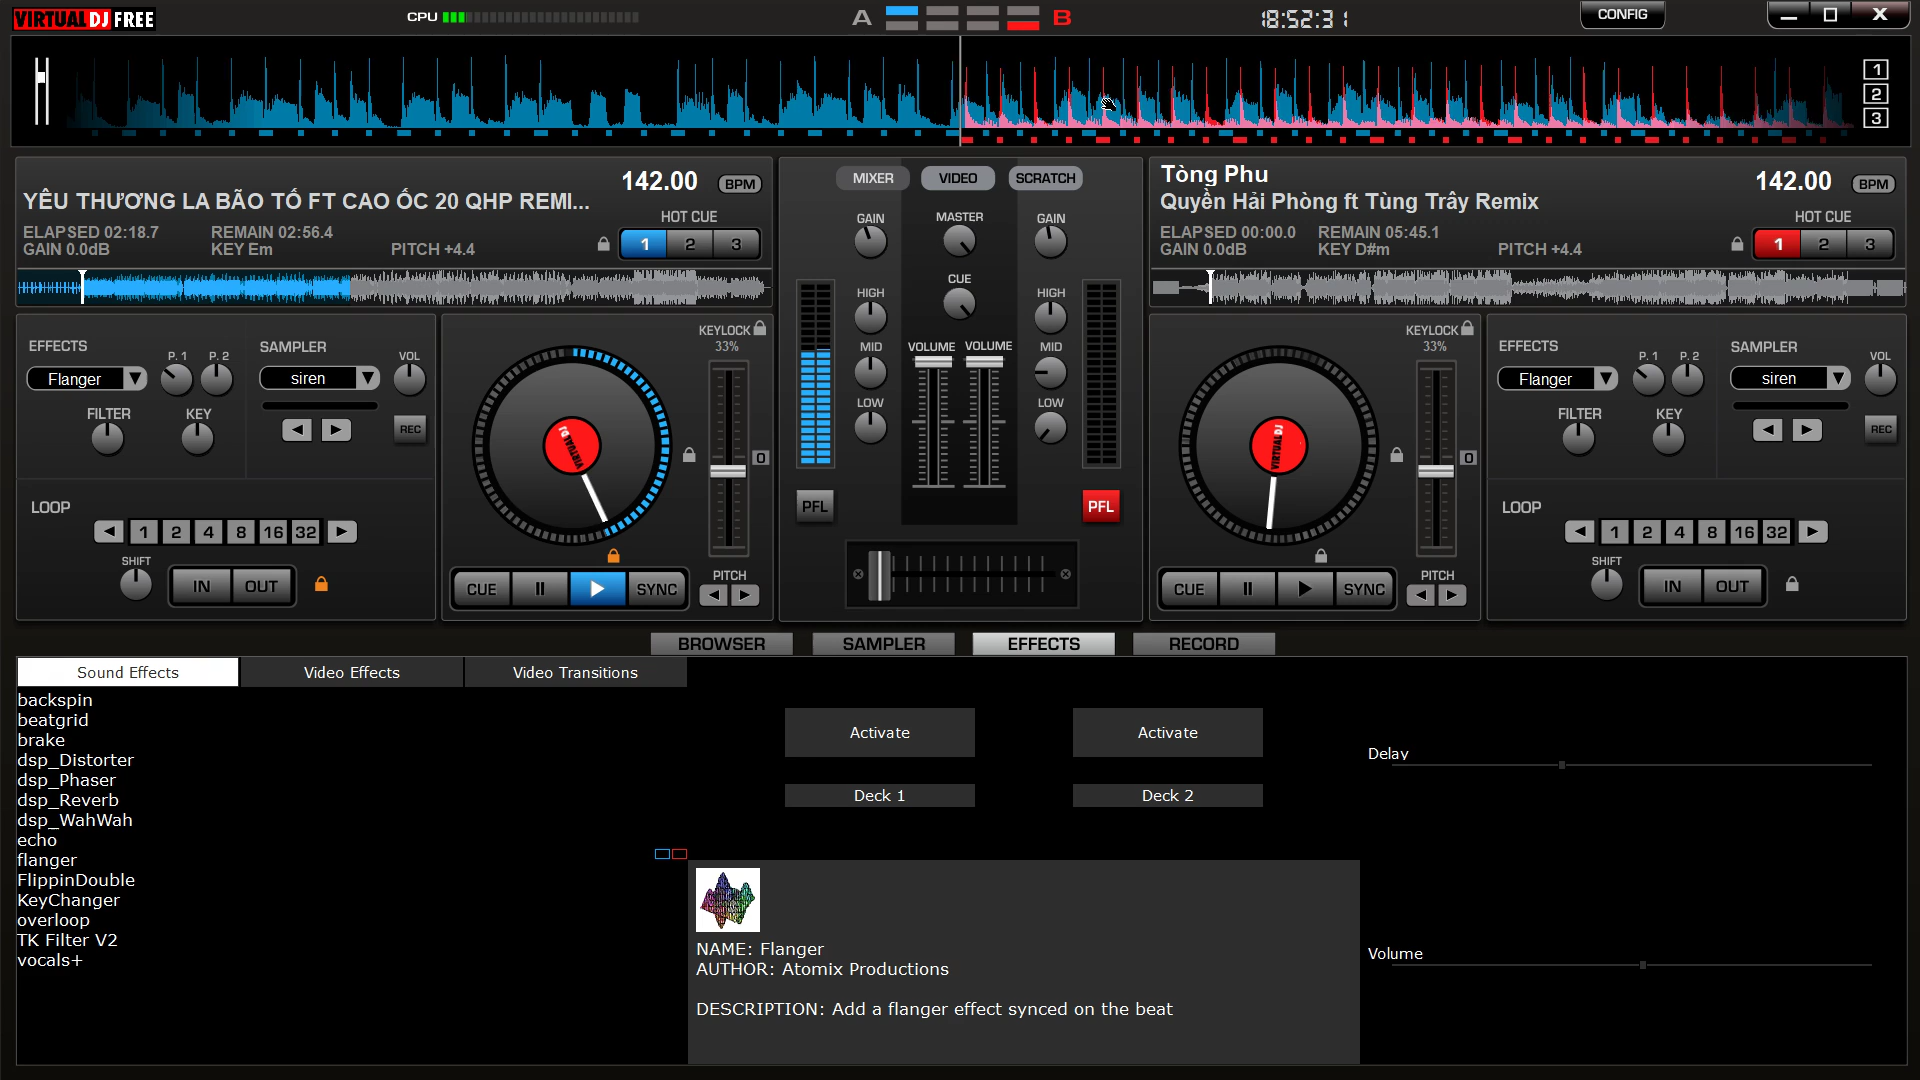 VIRTUAL DJ FREE
CPU
A
B
18:52:31
CONFIG
1
2
3
YÊU THƯƠNG LA BÃO TỐ FT CAO ỐC 20 QHP REMI...
142.00
BPM
HOT CUE
ELAPSED 02:18.7
REMAIN 02:56.4
GAIN 0.0dB
KEY Em
PITCH +4.4
1
2
3
MIXER
VIDEO
SCRATCH
GAIN
MASTER
GAIN
CUE
HIGH
HIGH
MID
VOLUME
VOLUME
MID
LOW
LOW
PFL
PFL
Tòng Phu
Quyền Hải Phòng ft Tùng Trây Remix
142.00
BPM
HOT CUE
ELAPSED 00:00.0
REMAIN 05:45.1
GAIN 0.0dB
KEY D#m
PITCH +4.4
1
2
3
EFFECTS
P. 1
P. 2
Flanger
FILTER
KEY
SAMPLER
VOL
siren
REC
LOOP
1
2
4
8
16
32
SHIFT
IN
OUT
KEYLOCK
33%
VIRTUAL DJ
0
CUE
SYNC
PITCH
KEYLOCK
33%
VIRTUAL DJ
0
CUE
SYNC
PITCH
EFFECTS
P. 1
P. 2
Flanger
FILTER
KEY
SAMPLER
VOL
siren
REC
LOOP
1
2
4
8
16
32
SHIFT
IN
OUT
BROWSER
SAMPLER
EFFECTS
RECORD
Sound Effects
Video Effects
Video Transitions
backspin
beatgrid
brake
dsp_Distorter
dsp_Phaser
dsp_Reverb
dsp_WahWah
echo
flanger
FlippinDouble
KeyChanger
overloop
TK Filter V2
vocals+
Activate
Activate
Deck 1
Deck 2
Delay
Volume
NAME: Flanger
AUTHOR: Atomix Productions
DESCRIPTION: Add a flanger effect synced on the beat